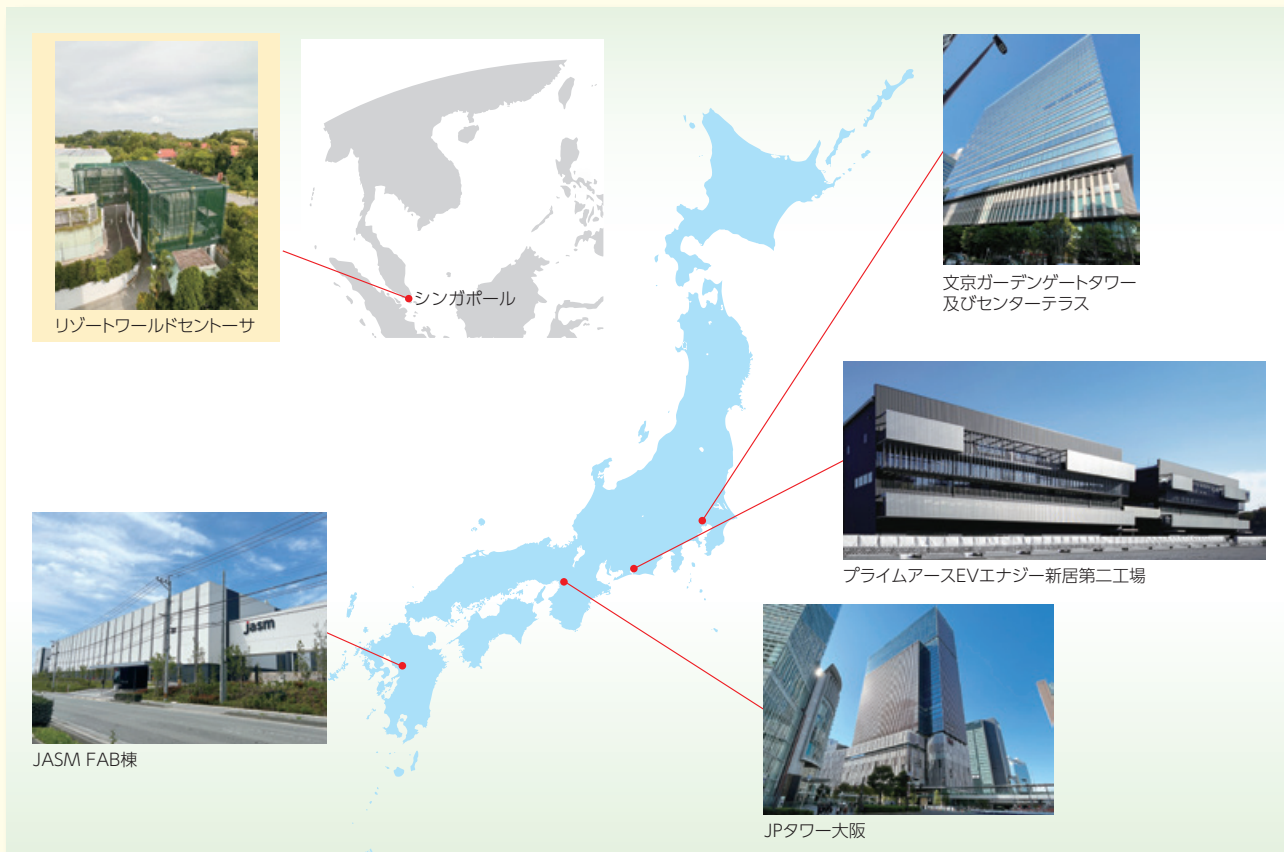 リゾートワールドセントーサ
シンガポール
文京ガーデンゲートタワー
及びセンターテラス
プライムアースEVエナジー新居第二工場
jasm
JASM FAB棟
JPタワー大阪